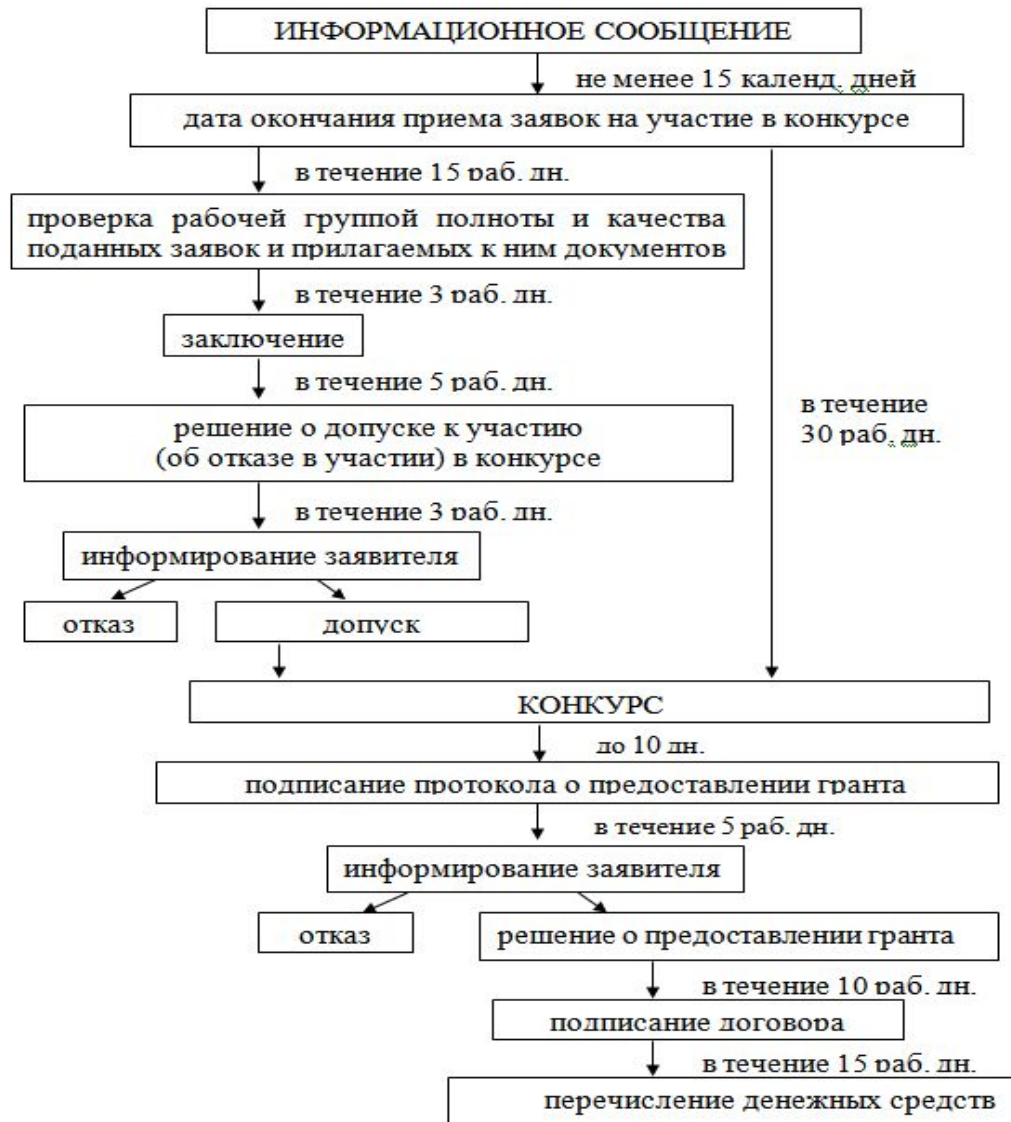 ИНФОРМАЦИОННОЕ СООБЩЕНИЕ
не менее 15 календ. дней
дата окончания приема заявок на участие в конкурсе
в течение 15 раб. дн.
проверка рабочей группой полноты и качества
поданных заявок и прилагаемых к ним документов
в течение 3 раб. дн.
заключение
в течение 5 раб. дн.
решение о допуске к участию
(об отказе в участии) в конкурсе
в течение
30 раб. дн.
в течение 3 раб. дн.
информирование заявителя
отказ
допуск
КОНКУРС
до 10 дн.
подписание протокола о предоставлении гранта
в течение 5 раб. дн.
информирование заявителя
отказ
решение о предоставлении гранта
в течение 10 раб. дн.
подписание договора
в течение 15 раб. дн.
перечисление денежных средств